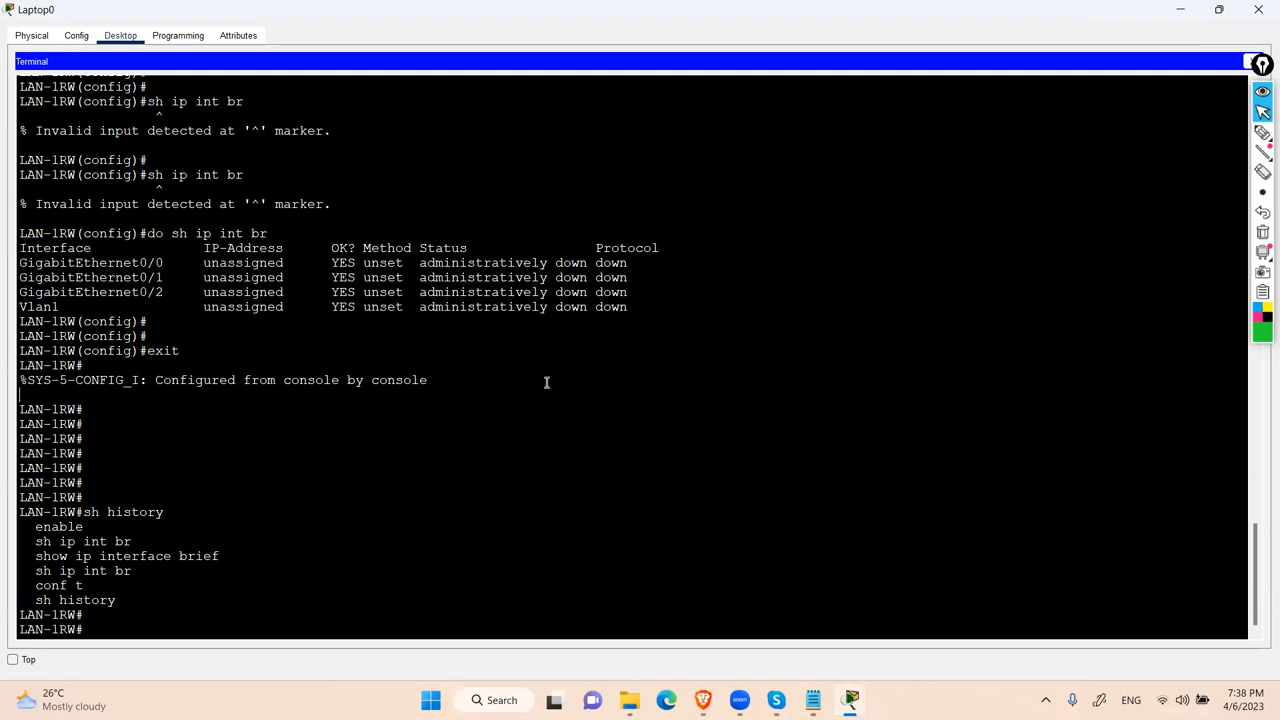 Laptop0
Physical Config Desktop Programming Attributes
Terminal
LAN-1RW(config)#
LAN-1RW(config)#sh ip int br
^
% Invalid input detected at '^' marker.
LAN-1RW(config)#
LAN-1RW(config)#sh ip int br
^
% Invalid input detected at '^' marker.
LAN-1RW(config)#do sh ip int br
Interface IP-Address OK? Method Status Protocol
GigabitEthernet0/0 unassigned YES unset administratively down down
GigabitEthernet0/1 unassigned YES unset administratively down down
GigabitEthernet0/2 unassigned YES unset administratively down down
Vlan1 unassigned YES unset administratively down down
LAN-1RW(config)#
LAN-1RW(config)#
LAN-1RW(config)#exit
LAN-1RW#
%SYS-5-CONFIG_I: Configured from console by console
LAN-1RW#
LAN-1RW#
LAN-1RW#
LAN-1RW#
LAN-1RW#
LAN-1RW#
LAN-1RW#
LAN-1RW#sh history
enable
sh ip int br
show ip interface brief
sh ip int br
conf t
sh history
LAN-1RW#
LAN-1RW#
Top
26°C
Mostly cloudy
Search
zoom
ENG
7:38 PM
4/6/2023